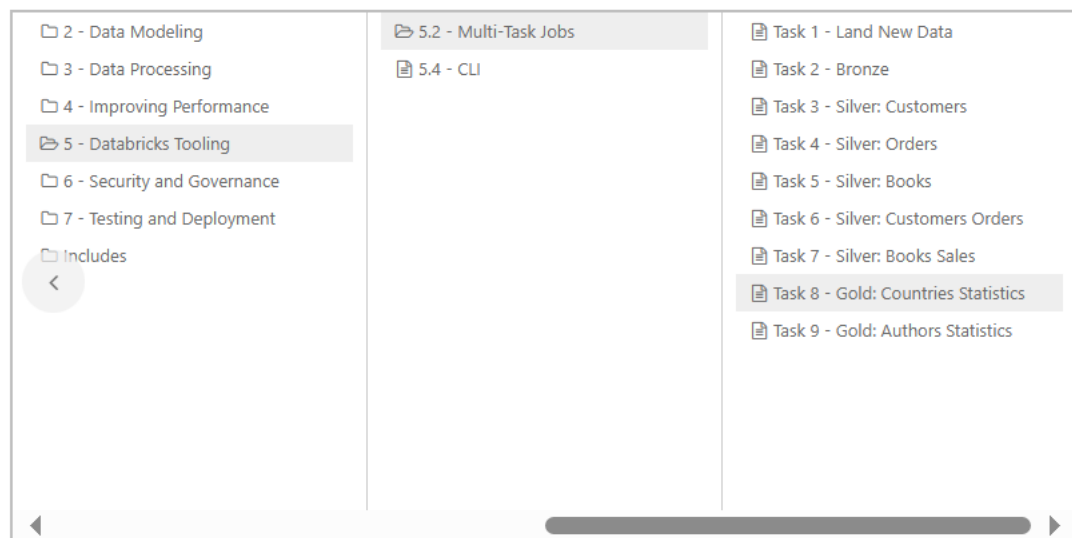 2 - Data Modeling
3 - Data Processing
4 - Improving Performance
5 - Databricks Tooling
6 - Security and Governance
7 - Testing and Deployment
Includes
5.2 - Multi-Task Jobs
5.4 - CLI
Task 1 - Land New Data
Task 2 - Bronze
Task 3 - Silver: Customers
Task 4 - Silver: Orders
Task 5 - Silver: Books
Task 6 - Silver: Customers Orders
Task 7 - Silver: Books Sales
Task 8 - Gold: Countries Statistics
Task 9 - Gold: Authors Statistics